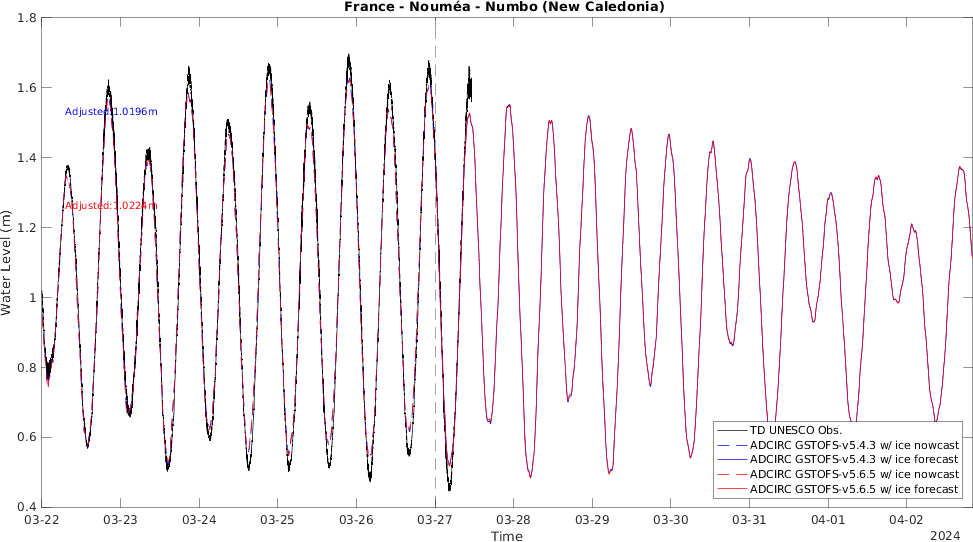 France - Nouméa - Numbo (New Caledonia)
1.8
1.6
1.4
1.2
1
0.8
0.6
0.4
Water Level (m)
Adjusted:1.0196m
Adjusted:1.0224m
TD UNESCO Obs.
ADCIRC GSTOFS-v5.4.3 w/ ice nowcast
ADCIRC GSTOFS-v5.4.3 w/ ice forecast
ADCIRC GSTOFS-v5.6.5 w/ ice nowcast
ADCIRC GSTOFS-v5.6.5 w/ ice forecast
03-22 03-23 03-24 03-25 03-26 03-27 03-28 03-29 03-30 03-31 04-01 04-02
Time
2024